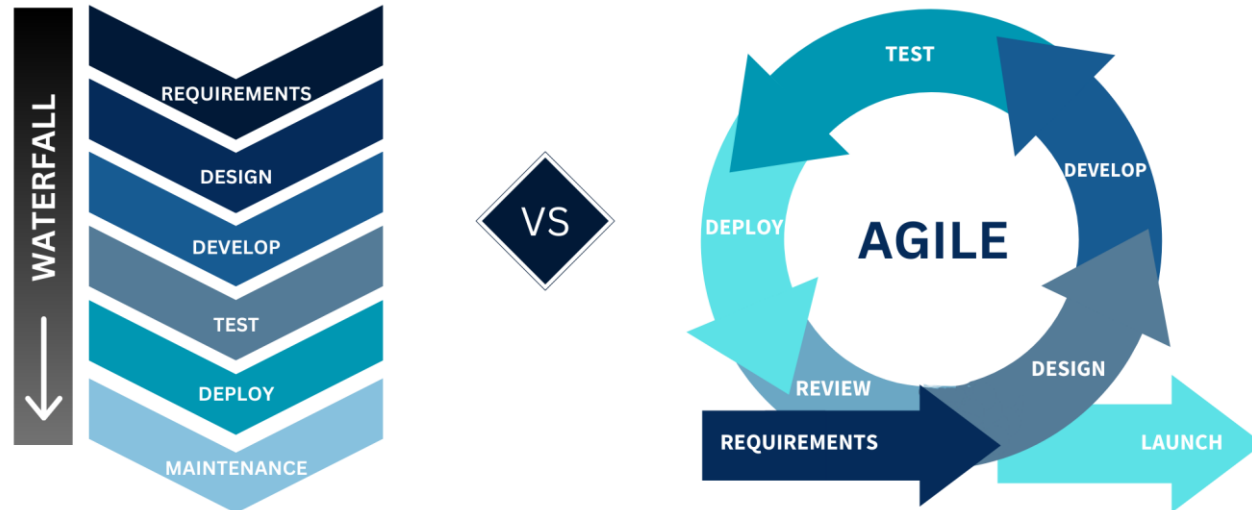 WATERFALL
REQUIREMENTS
DESIGN
DEVELOP
TEST
DEPLOY
MAINTENANCE
VS
AGILE
REQUIREMENTS
DESIGN
DEVELOP
TEST
DEPLOY
REVIEW
LAUNCH